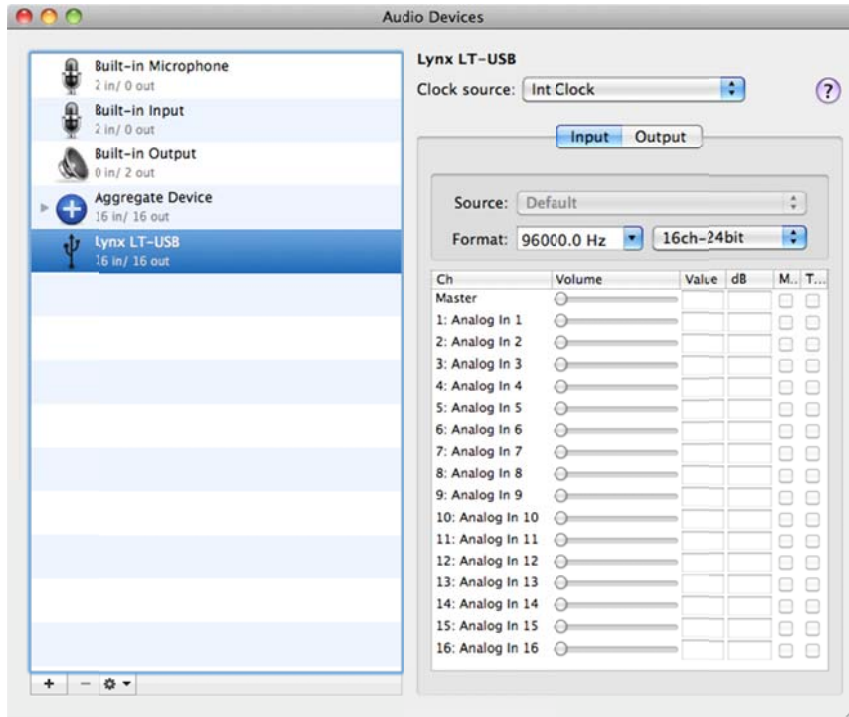 Audio Devices
Built-in Microphone
2 in/ 0 out
Built-in Input
2 in/ 0 out
Built-in Output
0 in/ 2 out
Aggregate Device
16 in/ 16 out
Lynx LT-USB
16 in/ 16 out
Lynx LT-USB
Clock source: Int Clock
?
Input Output
Source: Default
Format: 96000.0 Hz 16ch-24bit
Ch Volume Value dB M.. T...
Master
1: Analog In 1
2: Analog In 2
3: Analog In 3
4: Analog In 4
5: Analog In 5
6: Analog In 6
7: Analog In 7
8: Analog In 8
9: Analog In 9
10: Analog In 10
11: Analog In 11
12: Analog In 12
13: Analog In 13
14: Analog In 14
15: Analog In 15
16: Analog In 16